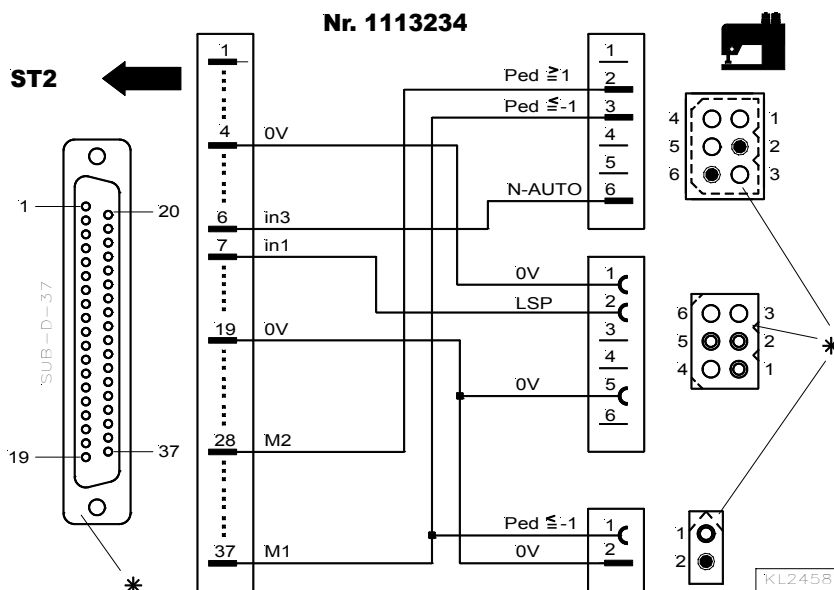 Nr. 1113234
ST2
SUB-D-37
1
20
19
37
1
4 0V
6 in3
7 in1
19 0V
28 M2
37 M1
1
Ped ≧1 2
Ped ≦-1 3
4
5
N-AUTO 6
0V 1
LSP 2
3
4
0V 5
6
Ped ≦-1 1
0V 2
4 1
5 2
6 3
6 3
5 2
4 1
1
2
*
*
KL2458